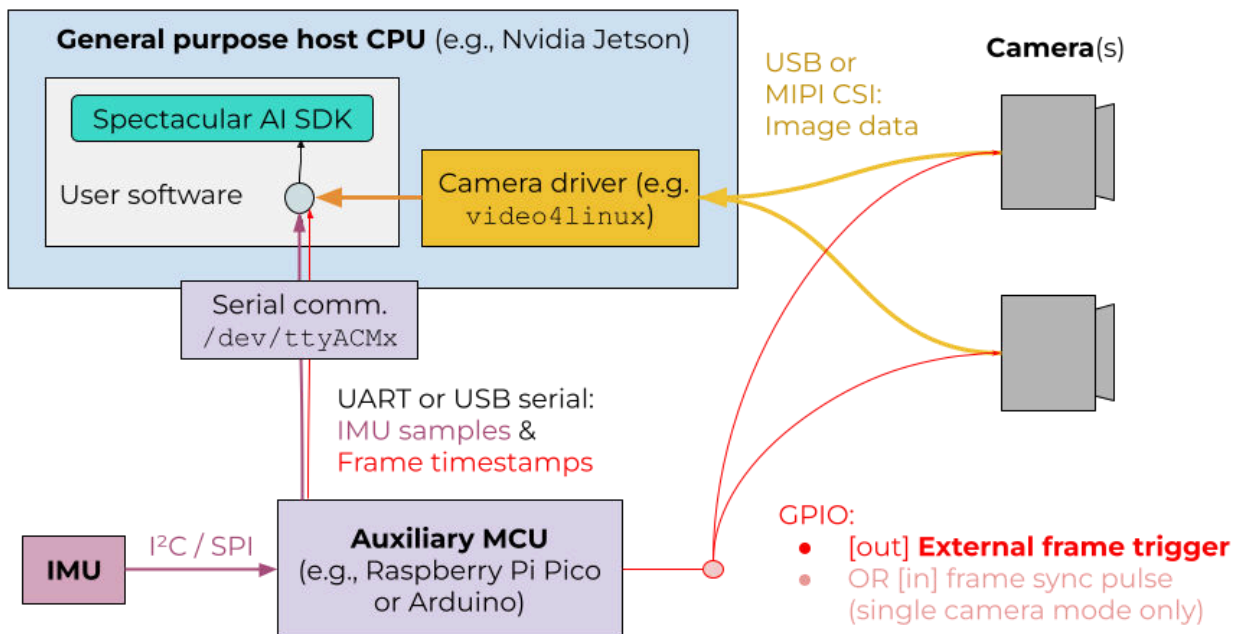 General purpose host CPU (e.g., Nvidia Jetson)
Spectacular AI SDK
User software
Camera driver (e.g.
video4linux)
USB or
MIPI CSI:
Image data
Camera(s)
Serial comm.
/dev/ttyACMx
UART or USB serial:
IMU samples &
Frame timestamps
IMU
I²C / SPI
Auxiliary MCU
(e.g., Raspberry Pi Pico
or Arduino)
GPIO:
● [out] External frame trigger
● OR [in] frame sync pulse
(single camera mode only)